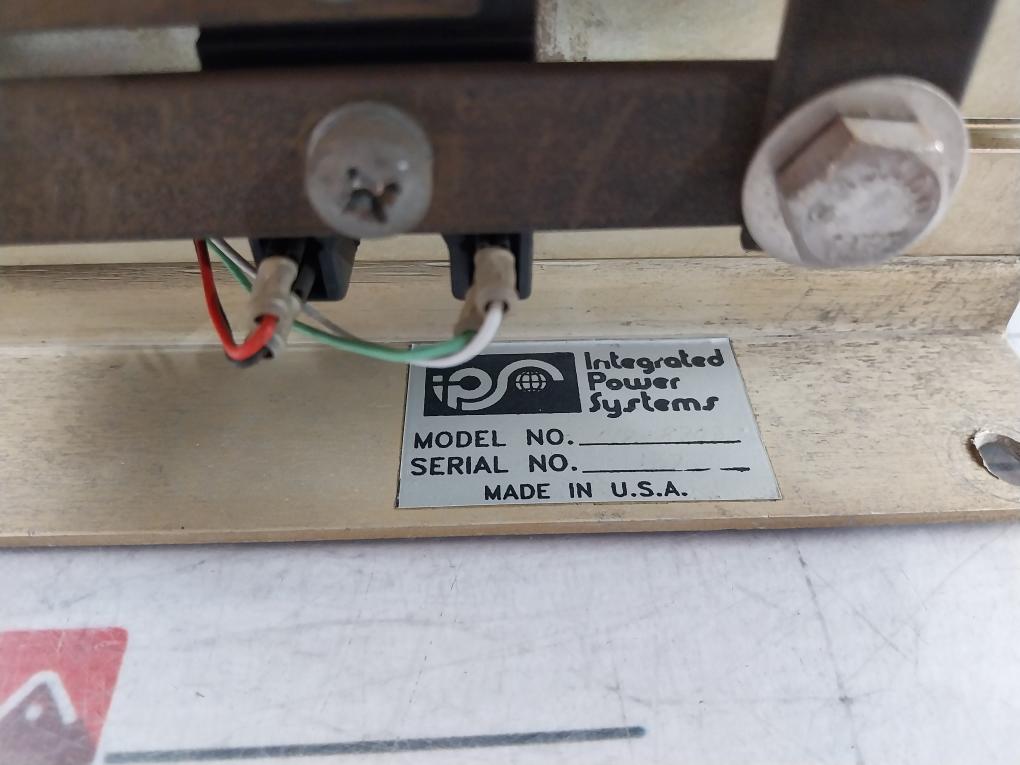 ips
Integrated
Power
Systems
MODEL NO.
SERIAL NO.
MADE IN U.S.A.